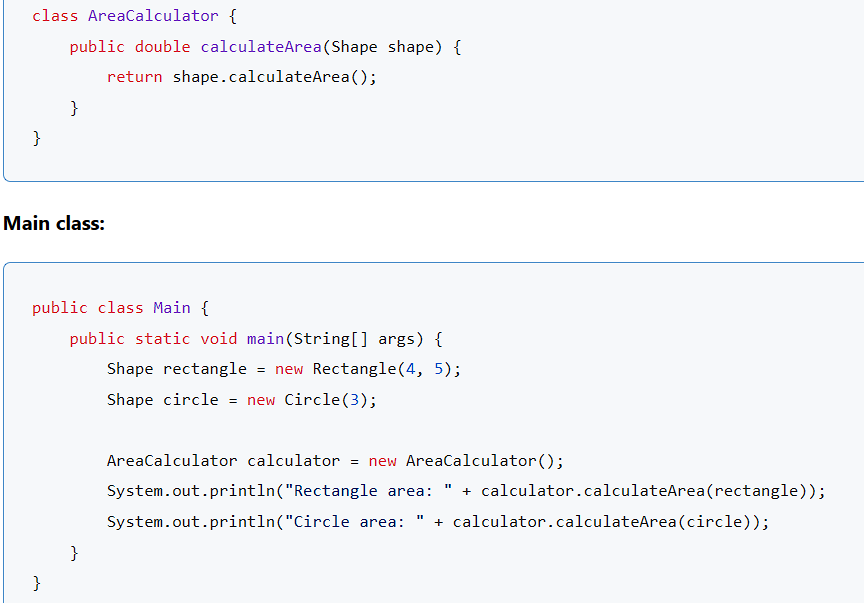 class AreaCalculator {
    public double calculateArea(Shape shape) {
        return shape.calculateArea();
    }
}
Main class:
public class Main {
    public static void main(String[] args) {
        Shape rectangle = new Rectangle(4, 5);
        Shape circle = new Circle(3);
        AreaCalculator calculator = new AreaCalculator();
        System.out.println("Rectangle area: " + calculator.calculateArea(rectangle));
        System.out.println("Circle area: " + calculator.calculateArea(circle));
    }
}